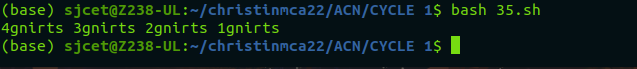 (base) sjcet@Z238-UL:~/christinmca22/ACN/CYCLE 1$ bash 35.sh
4gnirts 3gnirts 2gnirts 1gnirts
(base) sjcet@Z238-UL:~/christinmca22/ACN/CYCLE 1$